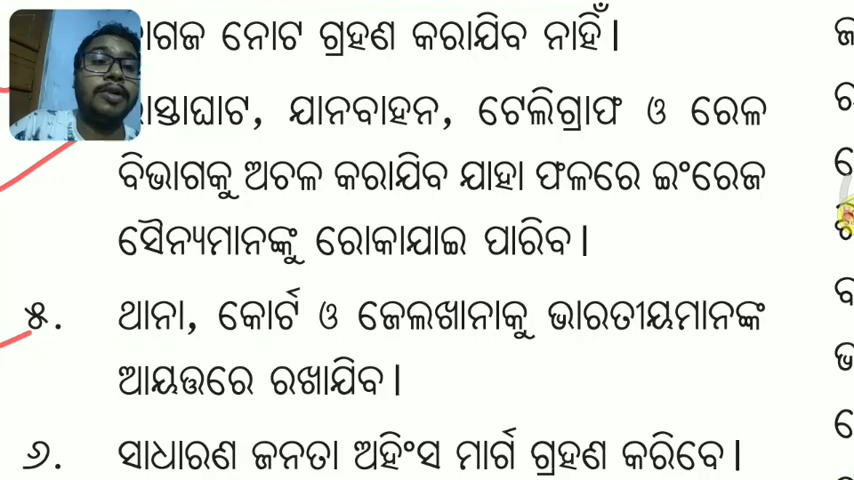 ନୋଟ ଗ୍ରହଣ କରାଯିବ ନାହିଁ।
ଯାନବାହନ, ଟେଲିଗ୍ରାଫ ଓ ରେଳ
ବିଭାଗକୁ ଅଚଳ କରାଯିବ ଯାହା ଫଳରେ ଇଂରେଜ
ସୈନ୍ୟମାନଙ୍କୁ ରୋକାଯାଇ ପାରିବ।
୫. ଥାନା, କୋର୍ଟ ଓ ଜେଲଖାନାକୁ ଭାରତୀୟମାନଙ୍କ
ଆୟତ୍ତରେ ରଖାଯିବ।
୬. ସାଧାରଣ ଜନତା ଅହିଂସ ମାର୍ଗ ଗ୍ରହଣ କରିବେ।